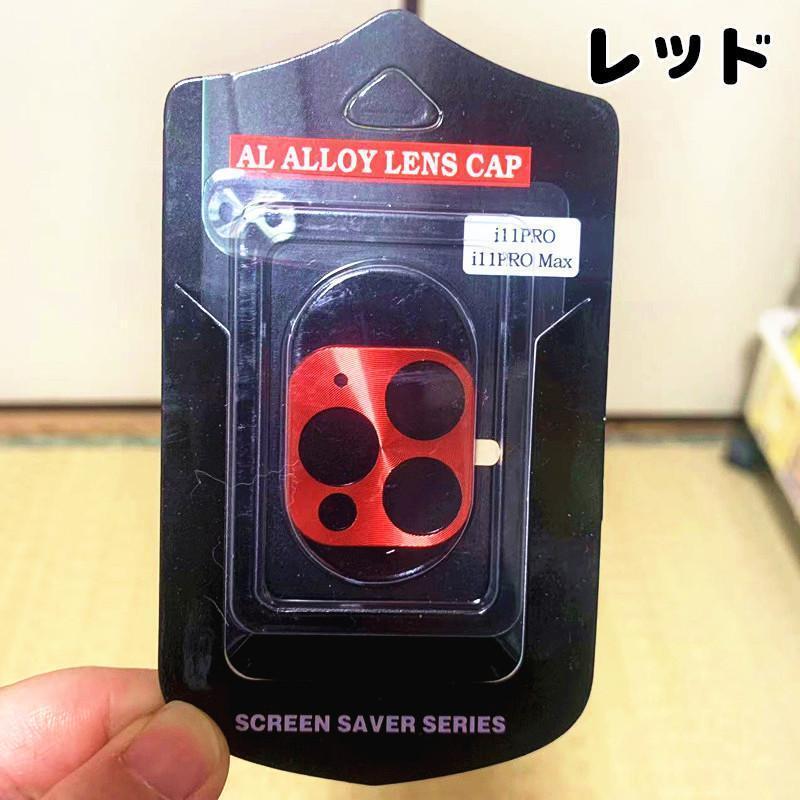 レッド
AL ALLOY LENS CAP
i11PRO
i11PRO Max
SCREEN SAVER SERIES